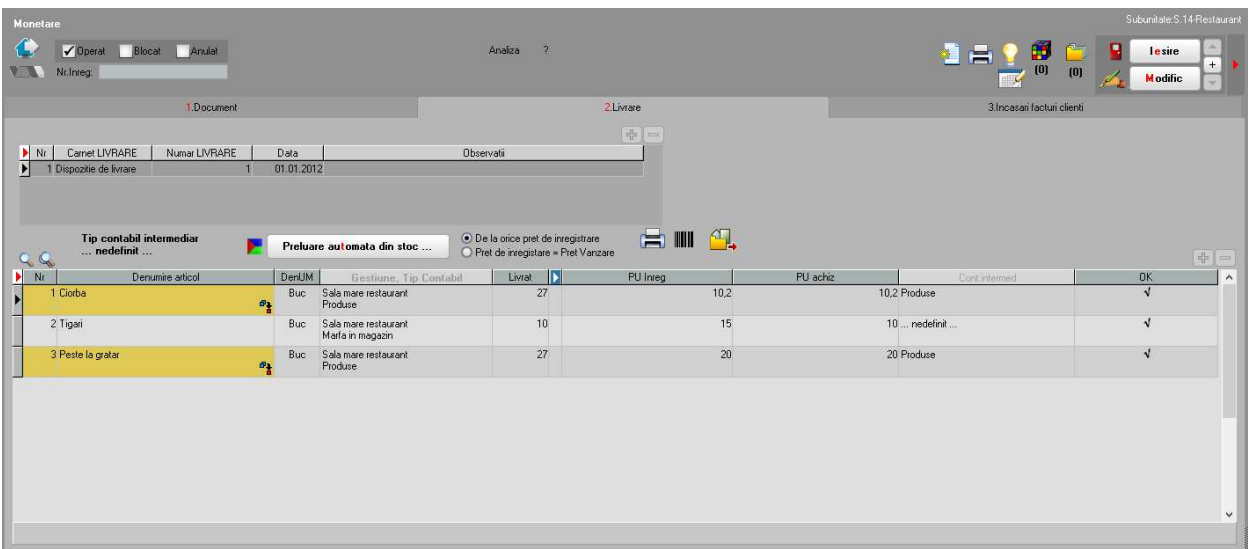 Monetare
Subunitate:S.14-Restaurant
Operat Blocat Anulat
Analiza ?
Nr.Inreg:
(0) (0)
Iesire
+
Modific
1.Document 2.Livrare 3.Incasari facturi clienti
Nr Carnet LIVRARE Numar LIVRARE Data Observatii
1 Dispozitie de livrare 1 01.01.2012
Tip contabil intermediar
... nedefinit ...
Preluare automata din stoc ...
De la orice pret de inregistrare
Pret de inregistare = Pret Vanzare
Nr Denumire articol DenUM Gestiune, Tip Contabil Livrat PU Inreg PU achiz Cont intermed OK
1 Ciorba Buc Sala mare restaurant 27 10,2 10,2 Produse √
Produse
2 Tigari Buc Sala mare restaurant 10 15 10 ... nedefinit ... √
Marfa in magazin
3 Peste la gratar Buc Sala mare restaurant 27 20 20 Produse √
Produse